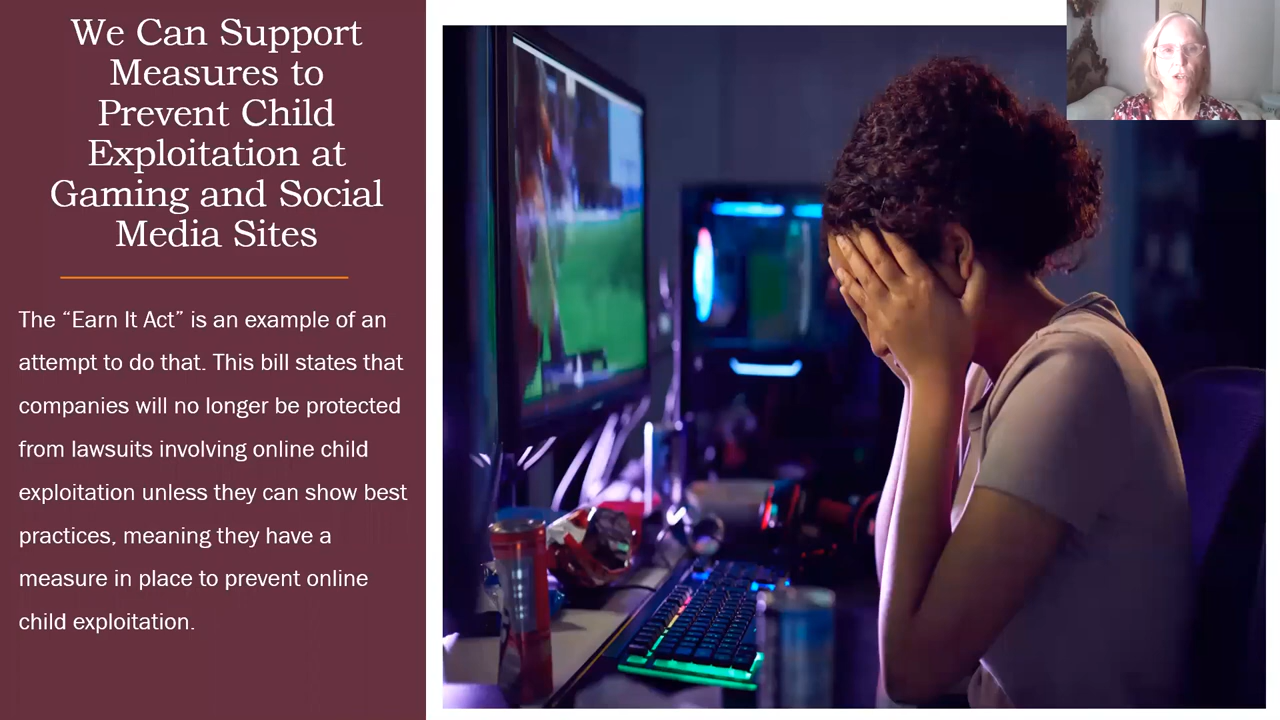 We Can Support
Measures to
Prevent Child
Exploitation at
Gaming and Social
Media Sites
The “Earn It Act” is an example of an
attempt to do that. This bill states that
companies will no longer be protected
from lawsuits involving online child
exploitation unless they can show best
practices, meaning they have a
measure in place to prevent online
child exploitation.